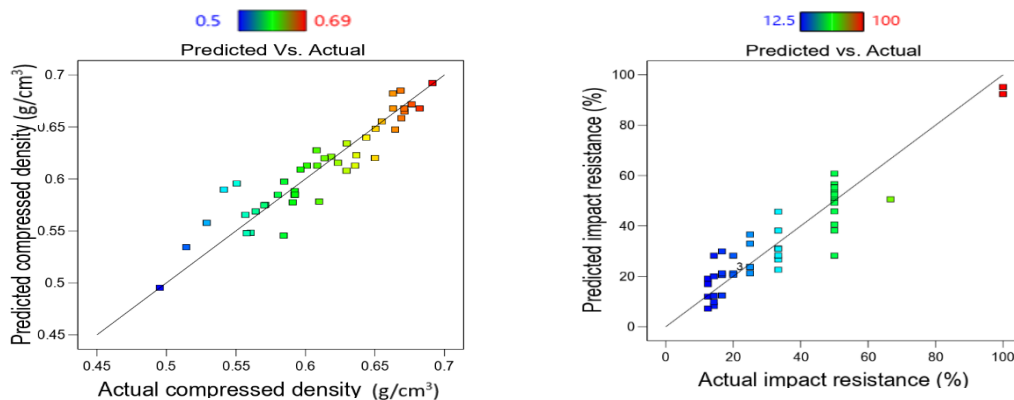 0.5 0.69
Predicted Vs. Actual
Predicted compressed density (g/cm³)
0.7
0.65
0.6
0.55
0.5
0.45
0.45 0.5 0.55 0.6 0.65 0.7
Actual compressed density (g/cm³)
12.5 100
Predicted vs. Actual
Predicted impact resistance (%)
100
80
60
40
20
0
3
0 20 40 60 80 100
Actual impact resistance (%)